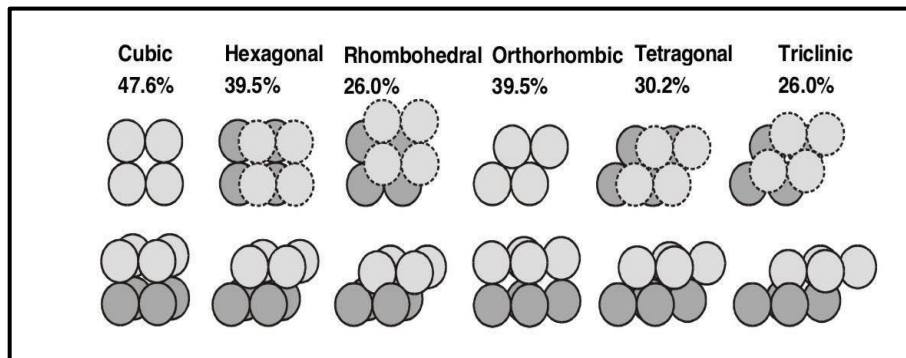 Cubic Hexagonal Rhombohedral Orthorhombic Tetragonal Triclinic
47.6% 39.5% 26.0% 39.5% 30.2% 26.0%